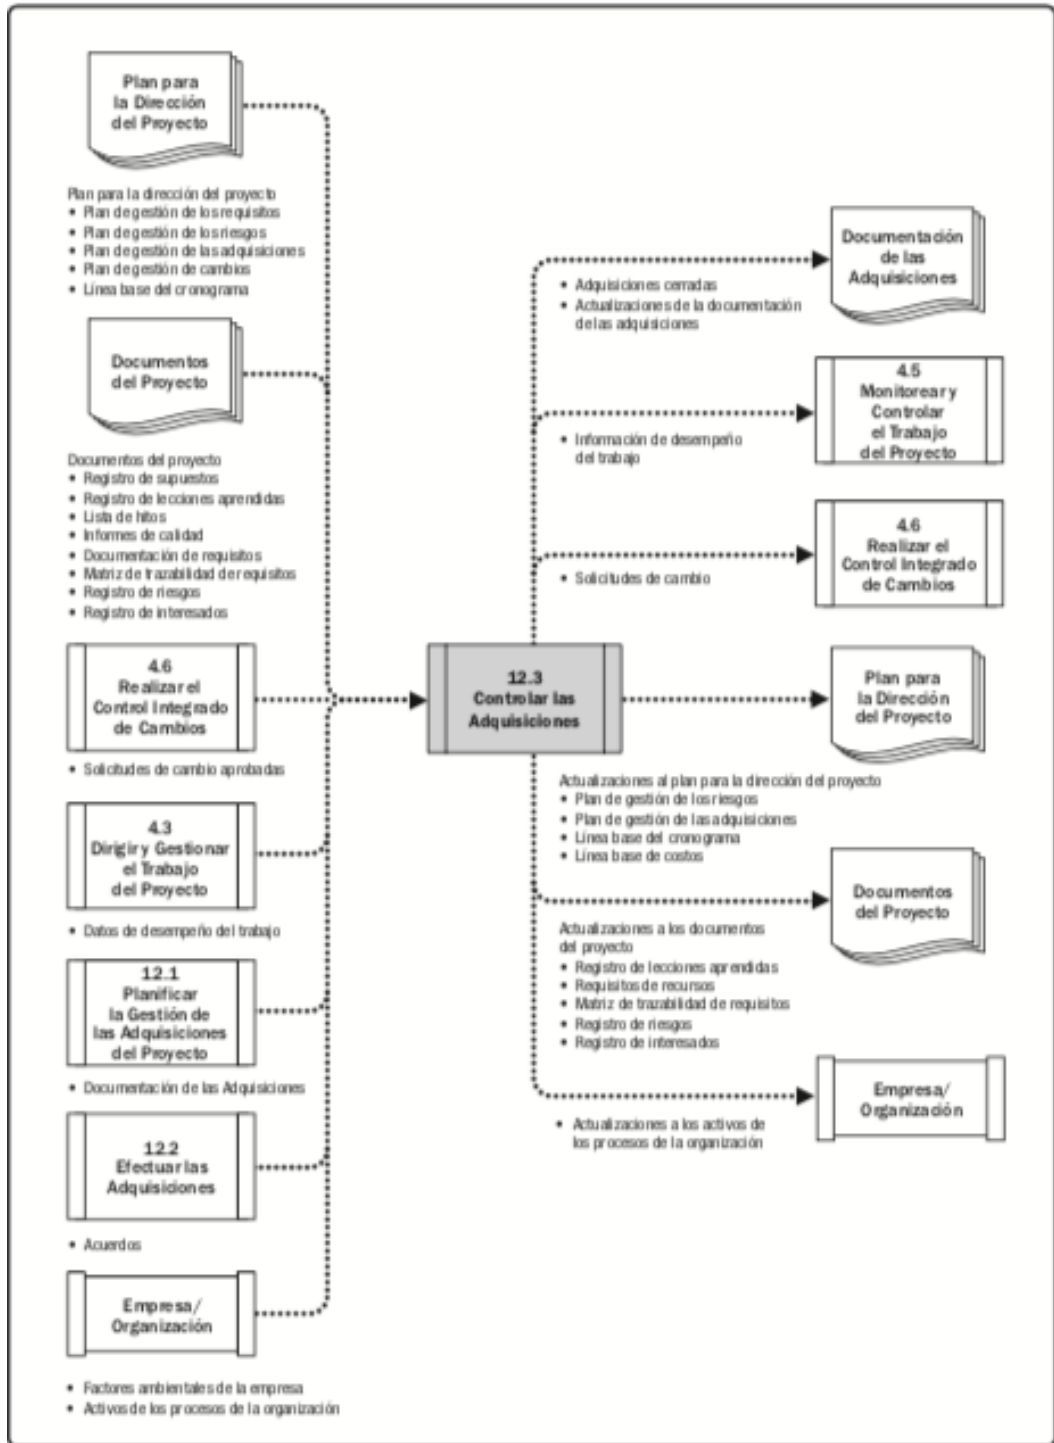 Plan para
la Dirección
del Proyecto
Plan para la dirección del proyecto
• Plan de gestión de los requisitos
• Plan de gestión de los riesgos
• Plan de gestión de las adquisiciones
• Plan de gestión de cambios
• Línea base del cronograma
Documentos
del Proyecto
Documentos del proyecto
• Registro de supuestos
• Registro de lecciones aprendidas
• Lista de hitos
• Informes de calidad
• Documentación de requisitos
• Matriz de trazabilidad de requisitos
• Registro de riesgos
• Registro de interesados
4.6
Realizar el
Control Integrado
de Cambios
• Solicitudes de cambio aprobadas
4.3
Dirigir y Gestionar
el Trabajo
del Proyecto
• Datos de desempeño del trabajo
12.1
Planificar
la Gestión de
las Adquisiciones
del Proyecto
• Documentación de las Adquisiciones
12.2
Efectuar las
Adquisiciones
• Acuerdos
Empresa/
Organización
• Factores ambientales de la empresa
• Activos de los procesos de la organización
12.3
Controlar las
Adquisiciones
Documentación
de las
Adquisiciones
• Adquisiciones cerradas
• Actualizaciones de la documentación
de las adquisiciones
4.5
Monitorear y
Controlar
el Trabajo
del Proyecto
• Información de desempeño
del trabajo
4.6
Realizar el
Control Integrado
de Cambios
• Solicitudes de cambio
Plan para
la Dirección
del Proyecto
Actualizaciones al plan para la dirección del proyecto
• Plan de gestión de los riesgos
• Plan de gestión de las adquisiciones
• Línea base del cronograma
• Línea base de costos
Documentos
del Proyecto
Actualizaciones a los documentos
del proyecto
• Registro de lecciones aprendidas
• Requisitos de recursos
• Matriz de trazabilidad de requisitos
• Registro de riesgos
• Registro de interesados
Empresa/
Organización
• Actualizaciones a los activos de
los procesos de la organización